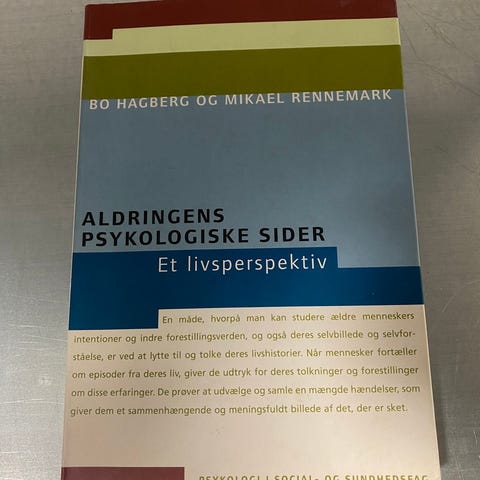 BO HAGBERG OG MIKAEL RENNEMARK
ALDRINGENS
PSYKOLOGISKE SIDER
Et livsperspektiv
En måde, hvorpå man kan studere ældre menneskers
intentioner og indre forestillingsverden, og også deres selvbillede og selvfor-
ståelse, er ved at lytte til og tolke deres livshistorier. Når mennesker fortæller
om episoder fra deres liv, giver de udtryk for deres tolkninger og forestillinger
om disse erfaringer. De prøver at udvælge og samle en mængde hændelser, som
giver dem et sammenhængende og meningsfuldt billede af det, der er sket.
PSYKOLOGI I SOCIAL- OG SUNDHEDSFAG